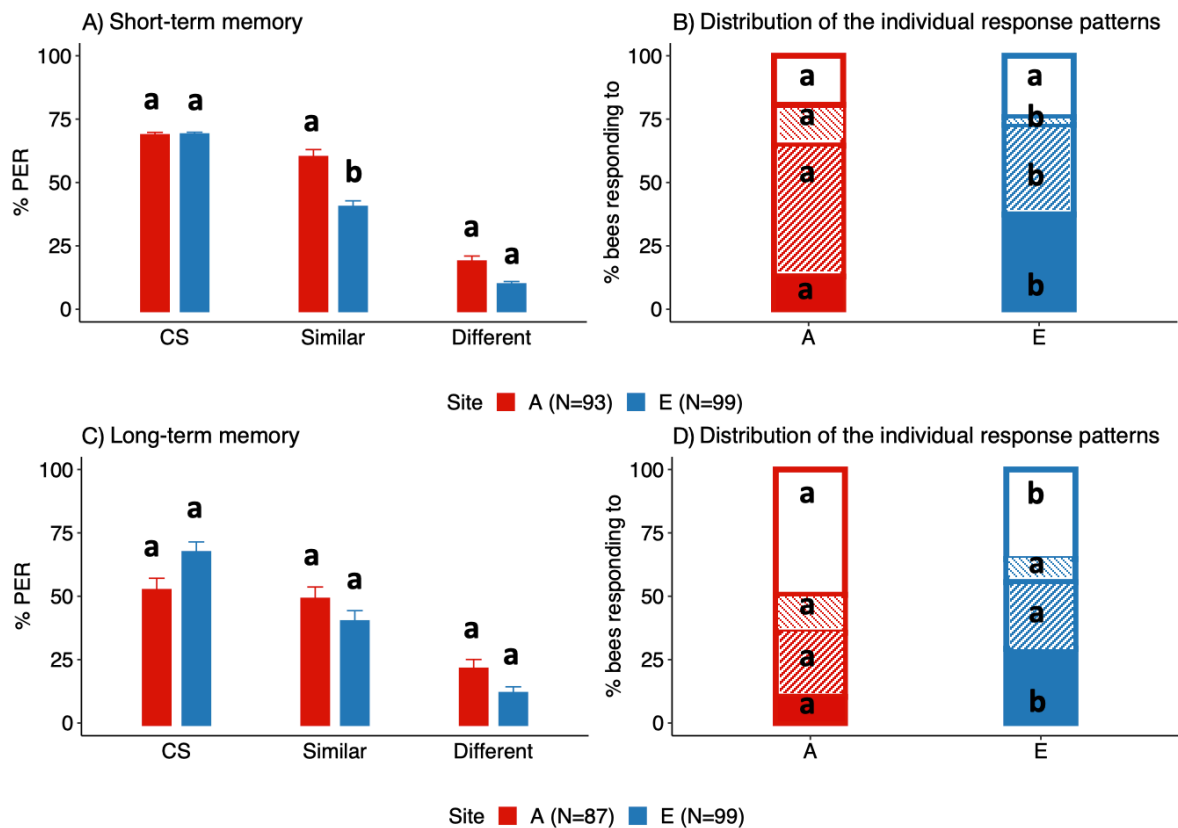 A) Short-term memory
% PER
100
75
50
25
0
a a
a b
a a
CS Similar Different
B) Distribution of the individual response patterns
% bees responding to
100
75
50
25
0
a a
a b
a b
a b
A E
Site A (N=93) E (N=99)
C) Long-term memory
% PER
100
75
50
25
0
a a
a a
a a
CS Similar Different
D) Distribution of the individual response patterns
% bees responding to
100
75
50
25
0
a b
a a
a a
a b
A E
Site A (N=87) E (N=99)